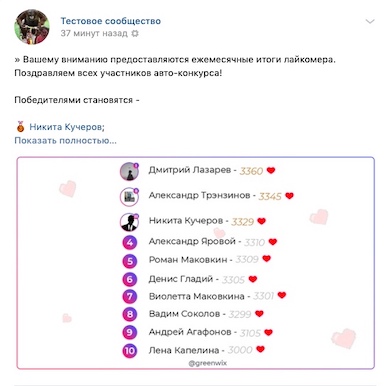 Тестовое сообщество
37 минут назад
» Вашему вниманию предоставляются ежемесячные итоги лайкомера.
Поздравляем всех участников авто-конкурса!
Победителями становятся -
Никита Кучеров;
Показать полностью...
Дмитрий Лазарев - 3360
Александр Трэнзинов - 3345
Никита Кучеров - 3329
4 Александр Яровой - 3310
5 Роман Маковкин - 3309
6 Денис Гладий - 3305
7 Виолетта Маковкина - 3301
8 Вадим Соколов - 3299
9 Андрей Агафонов - 3105
10 Лена Капелина - 3000
@greenwix